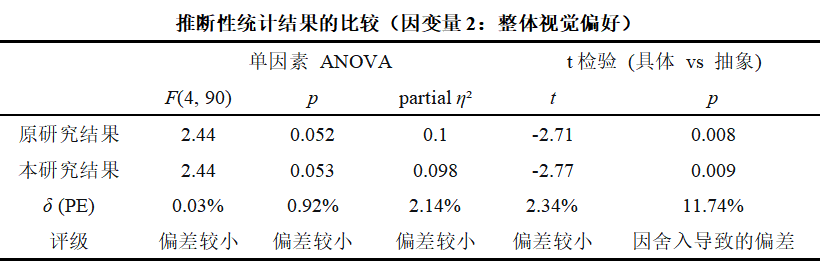 推断性统计结果的比较（因变量2：整体视觉偏好）
单因素 ANOVA t检验 (具体 vs 抽象)
F(4, 90) p partial η² t p
原研究结果 2.44 0.052 0.1 -2.71 0.008
本研究结果 2.44 0.053 0.098 -2.77 0.009
δ (PE) 0.03% 0.92% 2.14% 2.34% 11.74%
评级 偏差较小 偏差较小 偏差较小 偏差较小 因舍入导致的偏差